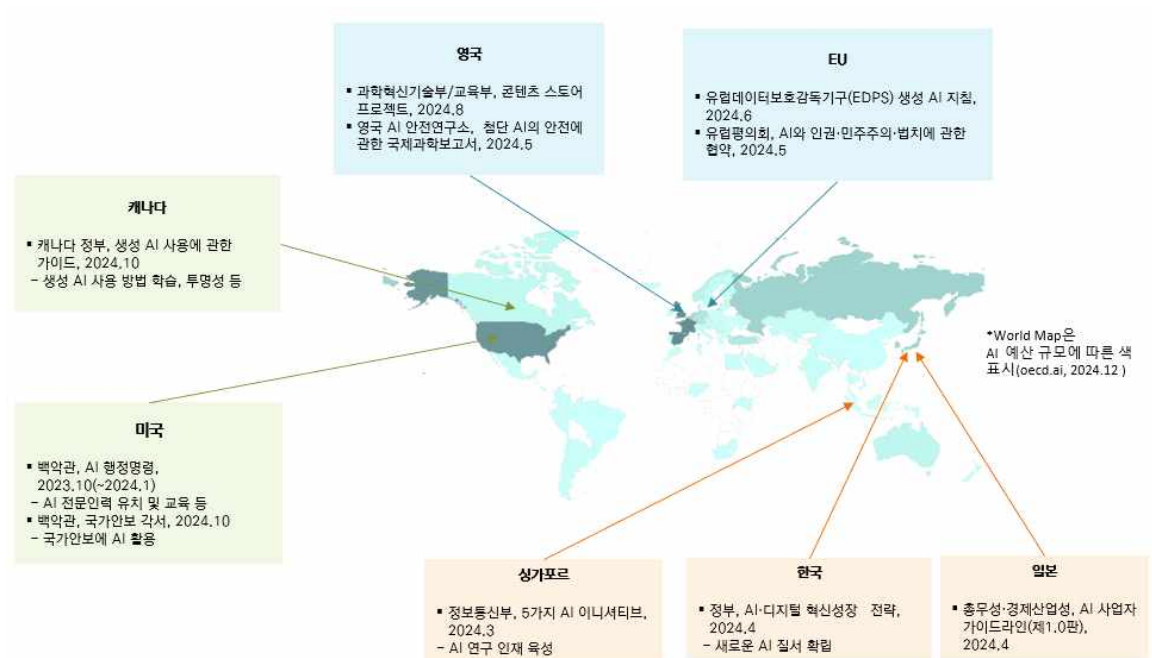 영국
▪ 과학혁신기술부/교육부, 콘텐츠 스토어
프로젝트, 2024.8
▪ 영국 AI 안전연구소, 첨단 AI의 안전에
관한 국제과학보고서, 2024.5
EU
▪ 유럽데이터보호감독기구(EDPS) 생성 AI 지침,
2024.6
▪ 유럽평의회, AI와 인권·민주주의·법치에 관한
협약, 2024.5
캐나다
▪ 캐나다 정부, 생성 AI 사용에 관한
가이드, 2024.10
– 생성 AI 사용 방법 학습, 투명성 등
*World Map은
AI 예산 규모에 따른 색
표시(oecd.ai, 2024.12 )
미국
▪ 백악관, AI 행정명령,
2023.10(~2024.1)
– AI 전문인력 유치 및 교육 등
▪ 백악관, 국가안보 각서, 2024.10
– 국가안보에 AI 활용
싱가포르
▪ 정보통신부, 5가지 AI 이니셔티브,
2024.3
– AI 연구 인재 육성
한국
▪ 정부, AI·디지털 혁신성장 전략,
2024.4
– 새로운 AI 질서 확립
일본
▪ 총무성·경제산업성, AI 사업자
가이드라인(제1.0판),
2024.4